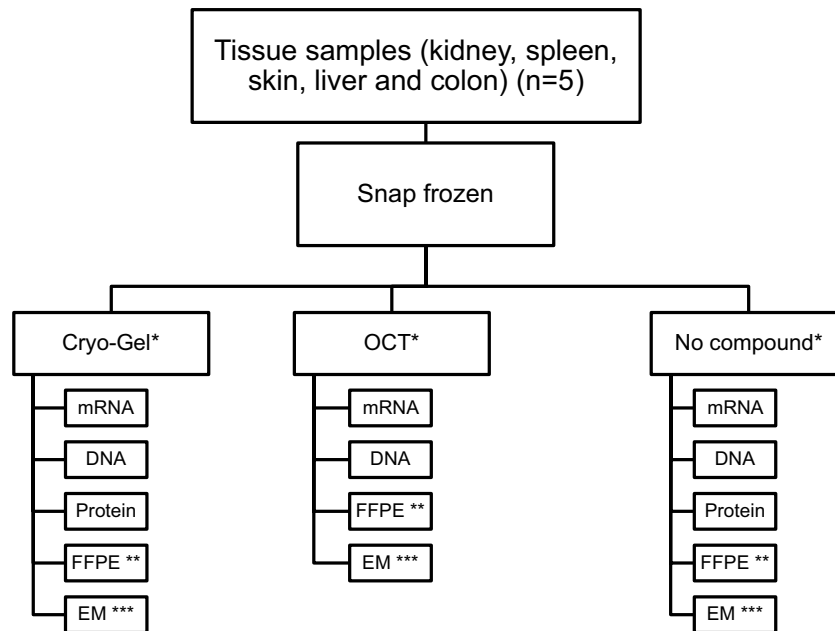 Tissue samples (kidney, spleen,
skin, liver and colon) (n=5)
Snap frozen
Cryo-Gel*
mRNA
DNA
Protein
FFPE **
EM ***
OCT*
mRNA
DNA
FFPE **
EM ***
No compound*
mRNA
DNA
Protein
FFPE **
EM ***